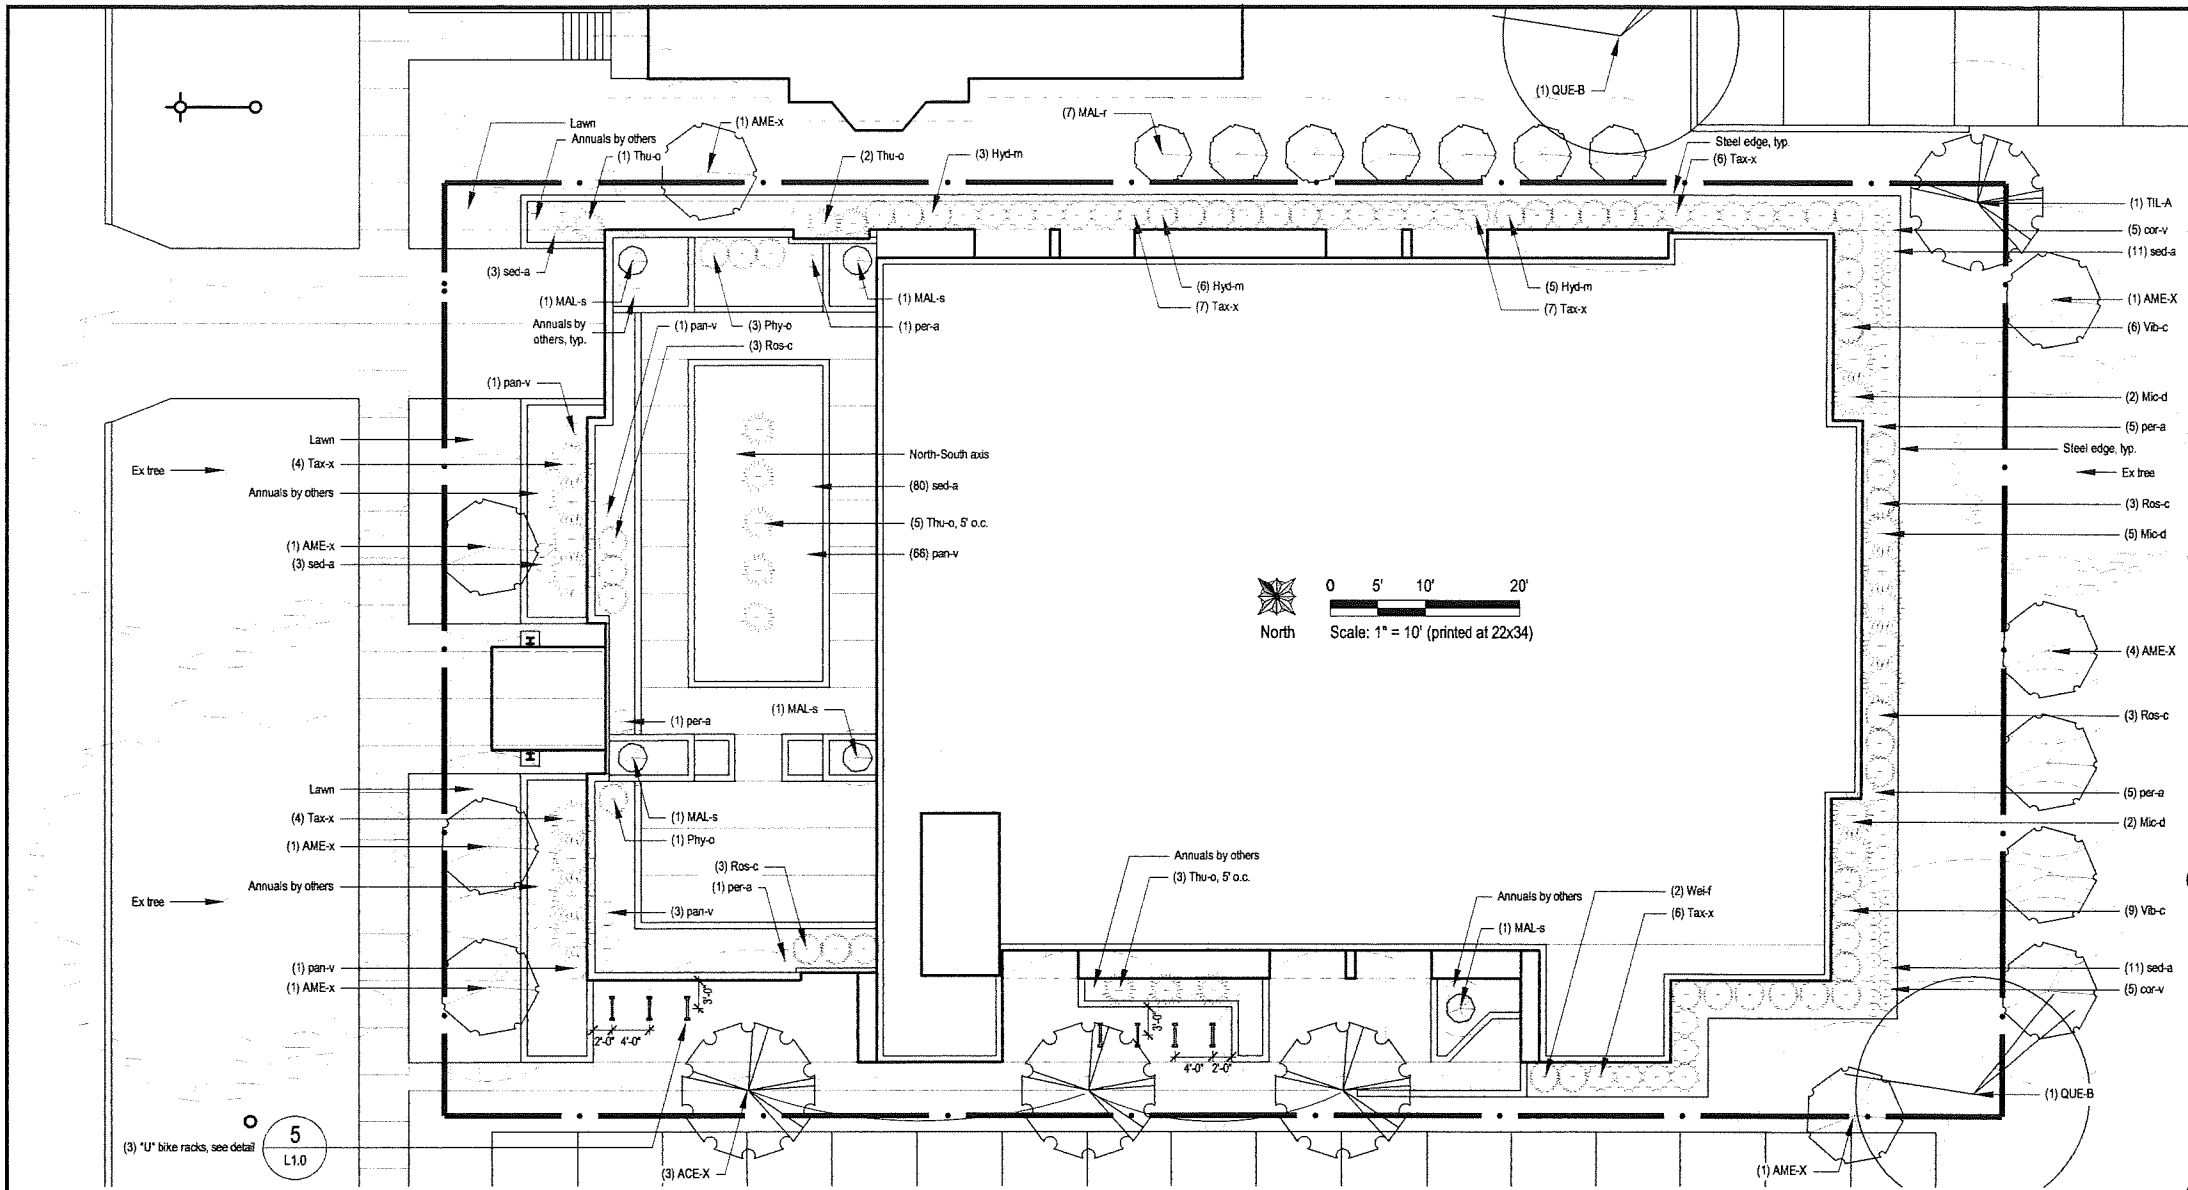 (1) QUE-B
(7) MAL-r
Lawn
(1) AME-x
Annuals by others
(1) Thu-o
(2) Thu-o
(3) Hyd-m
Steel edge, typ.
(6) Tax-x
(1) TIL-A
(5) cor-v
(11) sed-a
(3) sed-a
(1) MAL-s
(1) MAL-s
(6) Hyd-m
(5) Hyd-m
(1) AME-X
(7) Tax-x
(7) Tax-x
Annuals by
others, typ.
(1) pan-v
(3) Phy-o
(1) per-a
(6) Vib-c
(3) Ros-c
(1) pan-v
(2) Mic-d
(5) per-a
Lawn
North-South axis
Steel edge, typ.
(4) Tax-x
Ex tree
Ex tree
(80) sed-a
Annuals by others
(3) Ros-c
(5) Thu-o, 5' o.c.
(5) Mic-d
(1) AME-x
(66) pan-v
(3) sed-a
0 5' 10' 20'
North
Scale: 1" = 10' (printed at 22x34)
(4) AME-X
(1) MAL-s
(1) per-a
(3) Ros-c
Lawn
(5) per-a
(4) Tax-x
(1) MAL-s
(2) Mic-d
(1) AME-x
(1) Phy-o
Annuals by others
(3) Ros-c
(3) Thu-o, 5' o.c.
Annuals by others
(1) per-a
(2) Wei-f
Annuals by others
Ex tree
(3) pan-v
(6) Tax-x
(9) Vib-c
(1) MAL-s
(1) pan-v
(11) sed-a
(1) AME-x
(5) cor-v
3'-0"
3'-0"
2'-0" 4'-0"
4'-0" 2'-0"
(1) QUE-B
5
L1.0
(3) "U" bike racks, see detail
(3) ACE-X
(1) AME-X